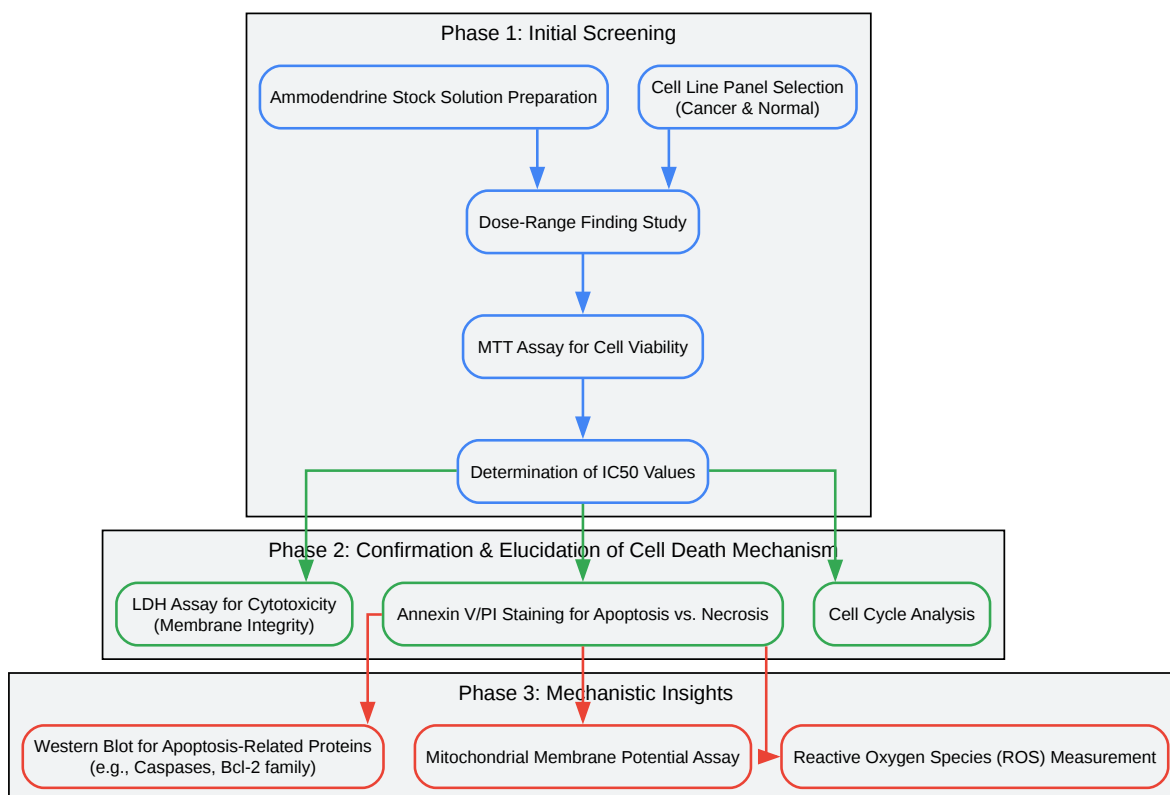 Phase 1: Initial Screening
Ammodendrine Stock Solution Preparation
Cell Line Panel Selection
(Cancer & Normal)
Dose-Range Finding Study
MTT Assay for Cell Viability
Determination of IC50 Values
Phase 2: Confirmation & Elucidation of Cell Death Mechanism
LDH Assay for Cytotoxicity
(Membrane Integrity)
Annexin V/PI Staining for Apoptosis vs. Necrosis
Cell Cycle Analysis
Phase 3: Mechanistic Insights
Western Blot for Apoptosis-Related Proteins
(e.g., Caspases, Bcl-2 family)
Mitochondrial Membrane Potential Assay
Reactive Oxygen Species (ROS) Measurement